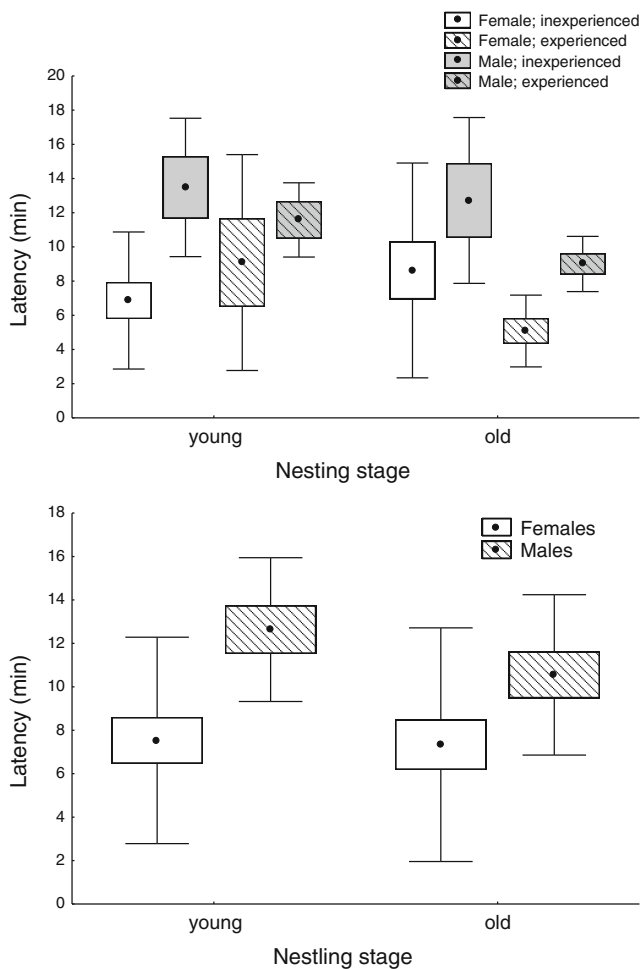 Female; inexperienced
Female; experienced
Male; inexperienced
Male; experienced
20
18
16
14
12
10
8
6
4
2
0
Latency (min)
young
old
Nesting stage
18
16
14
12
10
8
6
4
2
0
Latency (min)
Females
Males
young
old
Nestling stage